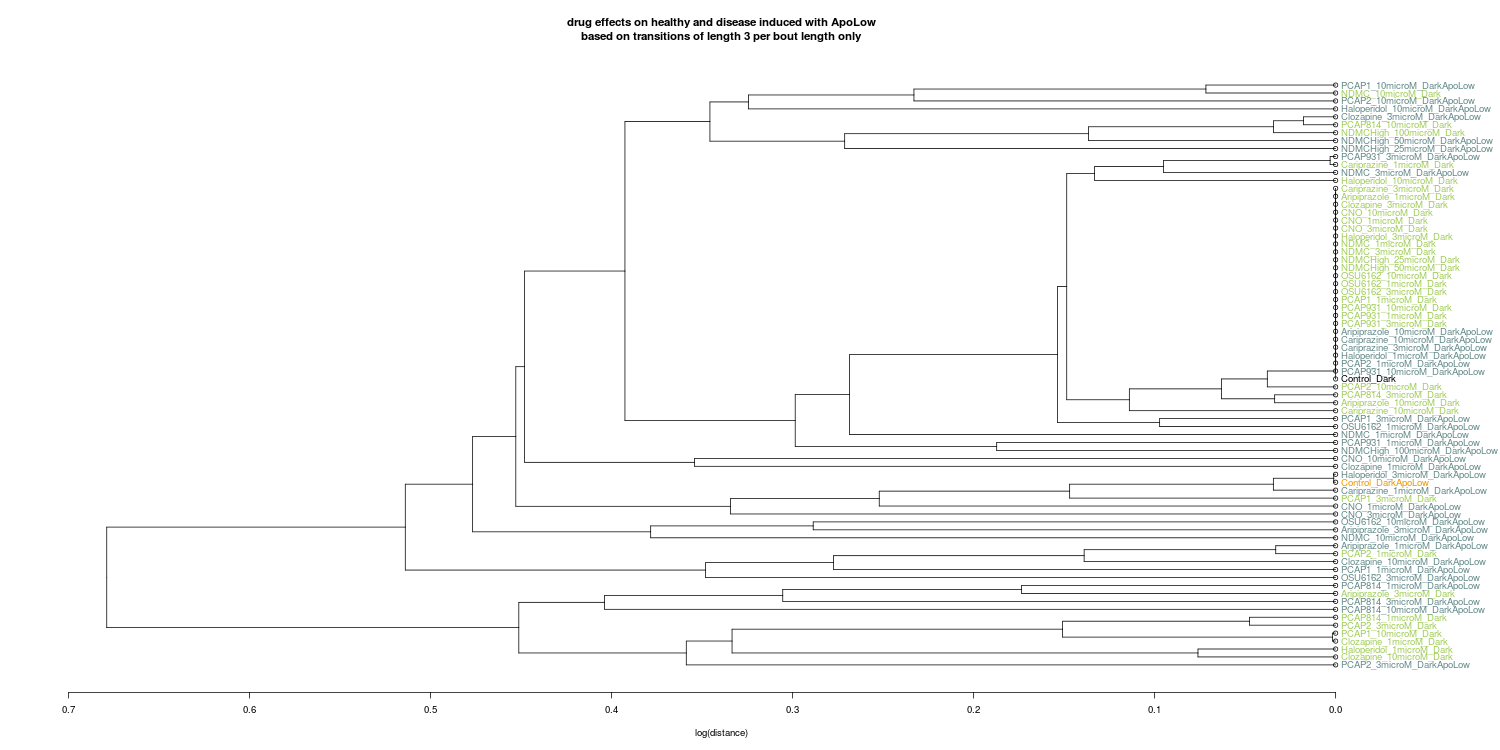 drug effects on healthy and disease induced with ApoLow
based on transitions of length 3 per bout length only
PCAP1_10microM_DarkApoLow
NDMC_10microM_Dark
PCAP2_10microM_DarkApoLow
Haloperidol_10microM_DarkApoLow
Clozapine_3microM_DarkApoLow
PCAP814_10microM_Dark
NDMCHigh_100microM_Dark
NDMCHigh_50microM_DarkApoLow
NDMCHigh_25microM_DarkApoLow
PCAP931_3microM_DarkApoLow
Cariprazine_1microM_Dark
NDMC_3microM_DarkApoLow
Haloperidol_10microM_Dark
Cariprazine_3microM_Dark
Aripiprazole_1microM_Dark
Clozapine_3microM_Dark
CNO_10microM_Dark
CNO_1microM_Dark
CNO_3microM_Dark
Haloperidol_3microM_Dark
NDMC_1microM_Dark
NDMC_3microM_Dark
NDMCHigh_25microM_Dark
NDMCHigh_50microM_Dark
OSU6162_10microM_Dark
OSU6162_1microM_Dark
OSU6162_3microM_Dark
PCAP1_1microM_Dark
PCAP931_10microM_Dark
PCAP931_1microM_Dark
PCAP931_3microM_Dark
Aripiprazole_10microM_DarkApoLow
Cariprazine_10microM_DarkApoLow
Cariprazine_3microM_DarkApoLow
Haloperidol_1microM_DarkApoLow
PCAP2_1microM_DarkApoLow
PCAP931_10microM_DarkApoLow
Control_Dark
PCAP2_10microM_Dark
PCAP814_3microM_Dark
Aripiprazole_10microM_Dark
Cariprazine_10microM_Dark
PCAP1_3microM_DarkApoLow
OSU6162_1microM_DarkApoLow
NDMC_1microM_DarkApoLow
PCAP931_1microM_DarkApoLow
NDMCHigh_100microM_DarkApoLow
CNO_10microM_DarkApoLow
Clozapine_1microM_DarkApoLow
Haloperidol_3microM_DarkApoLow
Control_DarkApoLow
Cariprazine_1microM_DarkApoLow
PCAP1_3microM_Dark
CNO_1microM_DarkApoLow
CNO_3microM_DarkApoLow
OSU6162_10microM_DarkApoLow
Aripiprazole_3microM_DarkApoLow
NDMC_10microM_DarkApoLow
Aripiprazole_1microM_DarkApoLow
PCAP2_1microM_Dark
Clozapine_10microM_DarkApoLow
PCAP1_1microM_DarkApoLow
OSU6162_3microM_DarkApoLow
PCAP814_1microM_DarkApoLow
Aripiprazole_3microM_Dark
PCAP814_3microM_DarkApoLow
PCAP814_10microM_DarkApoLow
PCAP814_1microM_Dark
PCAP2_3microM_Dark
PCAP1_10microM_Dark
Clozapine_1microM_Dark
Haloperidol_1microM_Dark
Clozapine_10microM_Dark
PCAP2_3microM_DarkApoLow
0.7 0.6 0.5 0.4 0.3 0.2 0.1 0.0
log(distance)